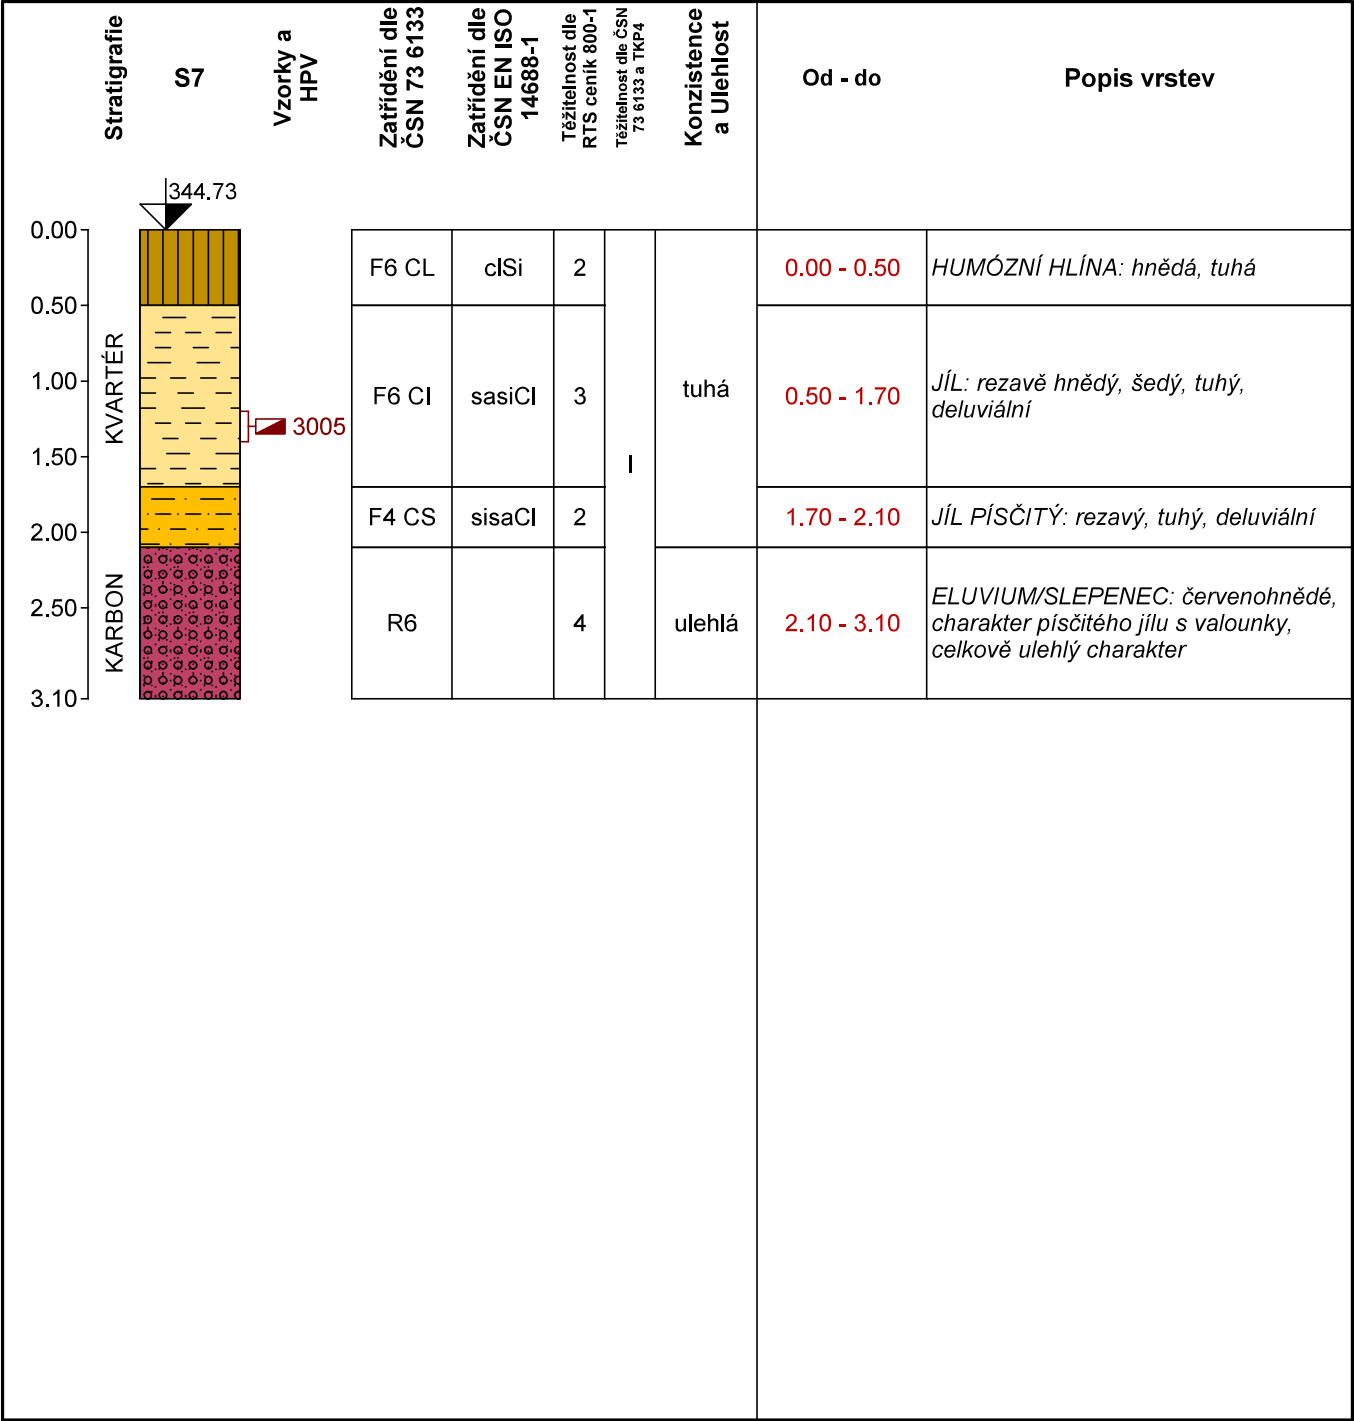 Stratigrafie
S7
Vzorky a
HPV
Zatřídění dle
ČSN 73 6133
Zatřídění dle
ČSN EN ISO
14688-1
Těžitelnost dle
RTS ceník 800-1
Těžitelnost dle ČSN
73 6133 a TKP4
Konzistence
a Ulehlost
Od - do
Popis vrstev
344.73
0.00
0.50
1.00
1.50
2.00
2.50
3.10
KVARTÉR
KARBON
3005
F6 CL
clSi
2
0.00 - 0.50
HUMÓZNÍ HLÍNA: hnědá, tuhá
F6 CI
sasiCl
3
I
tuhá
0.50 - 1.70
JÍL: rezavě hnědý, šedý, tuhý,
deluviální
F4 CS
sisaCl
2
1.70 - 2.10
JÍL PÍSČITÝ: rezavý, tuhý, deluviální
R6
4
ulehlá
2.10 - 3.10
ELUVIUM/SLEPENEC: červenohnědé,
charakter písčitého jílu s valounky,
celkově ulehlý charakter